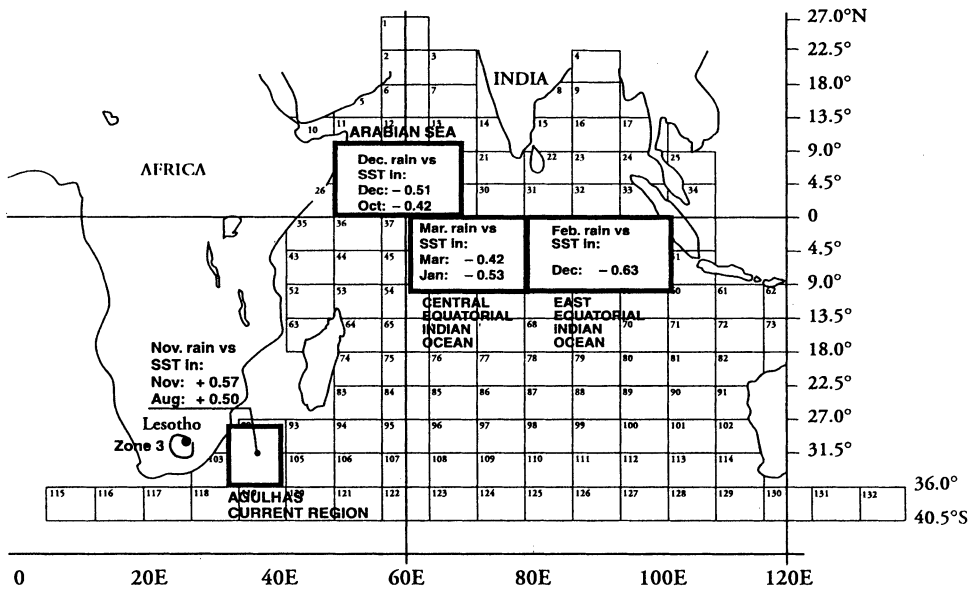 27.0°N
1
22.5°
2 3 4
INDIA
18.0°
5 6 7 8 9
13.5°
10 11 12 13 14 15 16 17
ARABIAN SEA
9.0°
AFRICA
Dec. rain vs
SST in:
Dec: – 0.51
Oct: – 0.42
21 22 23 24 25
4.5°
26 30 31 32 33 34
0
35 36 37
Mar. rain vs
SST in:
Mar: – 0.42
Jan: – 0.53
Feb. rain vs
SST in:
Dec: – 0.63
4.5°
43 44 45 51
9.0°
52 53 54 60 61 62
CENTRAL
EQUATORIAL
INDIAN
OCEAN
EAST
EQUATORIAL
INDIAN
OCEAN
13.5°
63 64 65 68 70 71 72 73
18.0°
74 75 76 77 78 79 80 81 82
Nov. rain vs
SST in:
Nov: + 0.57
Aug: + 0.50
22.5°
83 84 85 86 87 88 89 90 91
27.0°
Lesotho
Zone 3
93 94 95 96 97 98 99 100 101 102
31.5°
103 105 106 107 108 109 110 111 112 113 114
36.0°
115 116 117 118 121 122 123 124 125 126 127 128 129 130 131 132
AGULHAS
CURRENT REGION
40.5°S
0 20E 40E 60E 80E 100E 120E